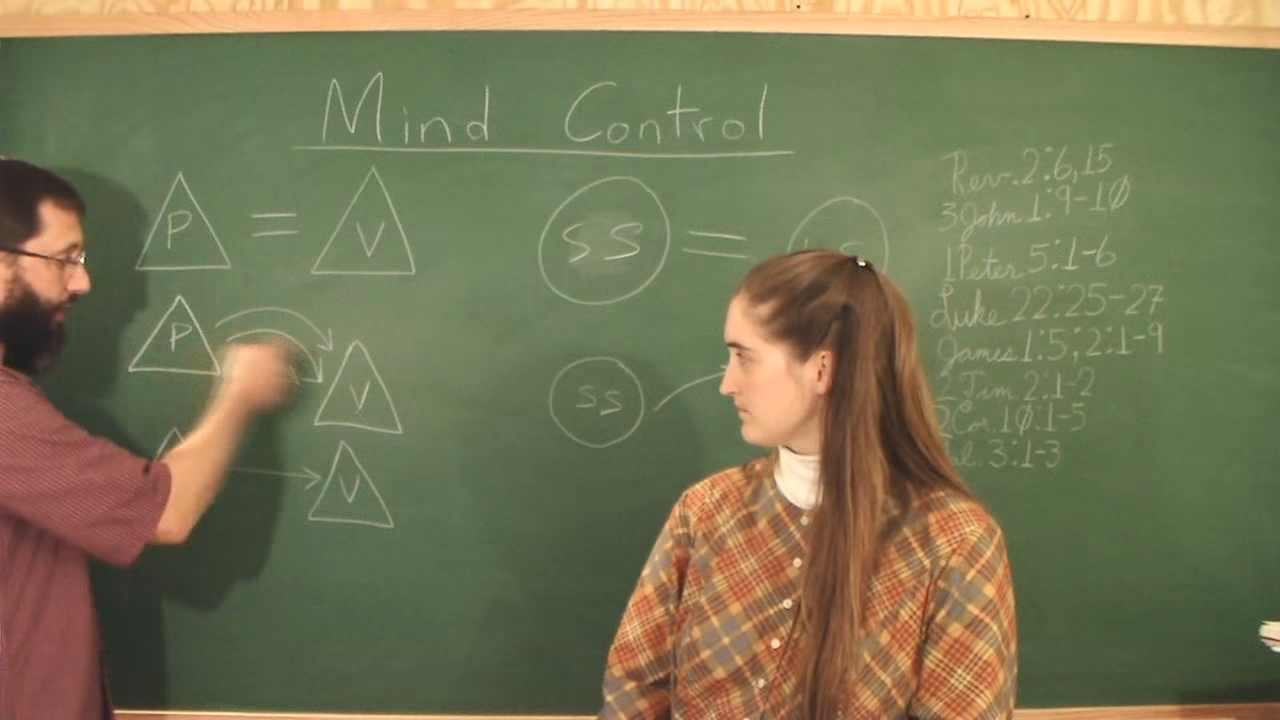 Mind Control
P = V
SS =
P V
SS
V
Rev. 2:6,15
3 John 1:9-10
1 Peter 5:1-6
Luke 22:25-27
James 1:5; 2:1-9
2 Tim. 2:1-2
2 Cor. 10:1-5
3:1-3